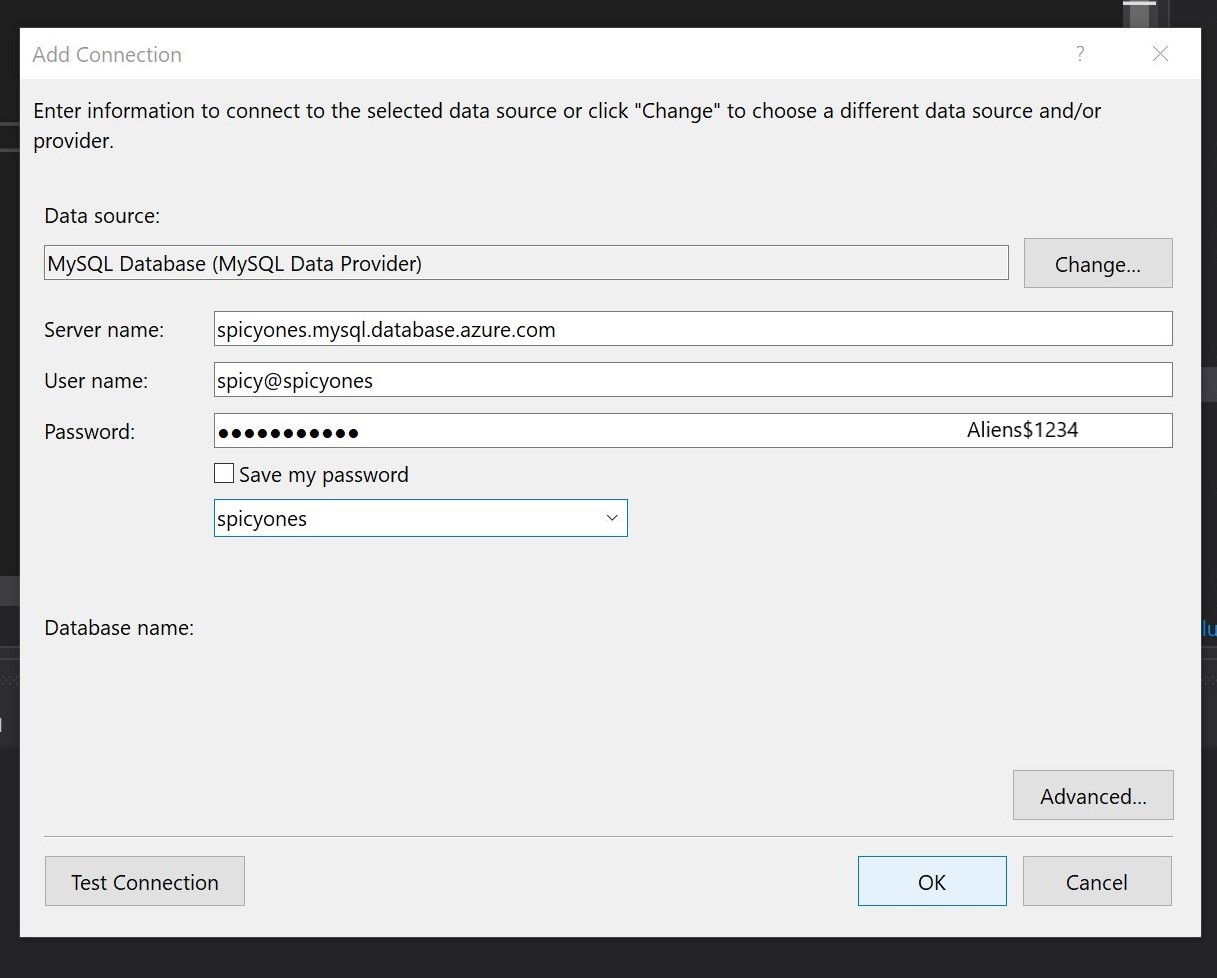 Add Connection
?
Enter information to connect to the selected data source or click "Change" to choose a different data source and/or
provider.
Data source:
MySQL Database (MySQL Data Provider)
Change...
Server name:
spicyones.mysql.database.azure.com
User name:
spicy@spicyones
Password:
●●●●●●●●●●●
Aliens$1234
Save my password
spicyones
Database name:
lu
Advanced...
Test Connection
OK
Cancel